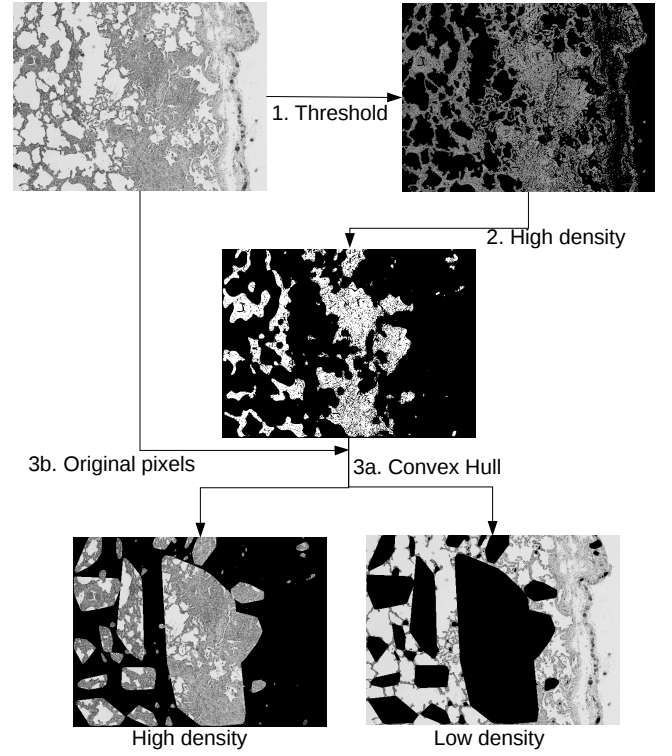 1. Threshold
2. High density
3b. Original pixels
3a. Convex Hull
High density
Low density